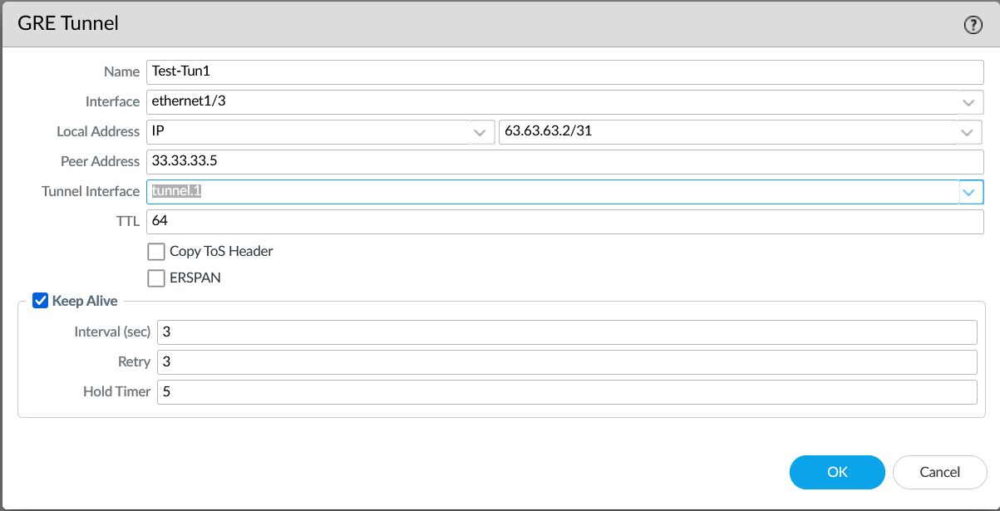 GRE Tunnel
Name Test-Tun1
Interface ethernet1/3
Local Address IP 63.63.63.2/31
Peer Address 33.33.33.5
Tunnel Interface tunnel.1
TTL 64
Copy ToS Header
ERSPAN
Keep Alive
Interval (sec) 3
Retry 3
Hold Timer 5
OK Cancel